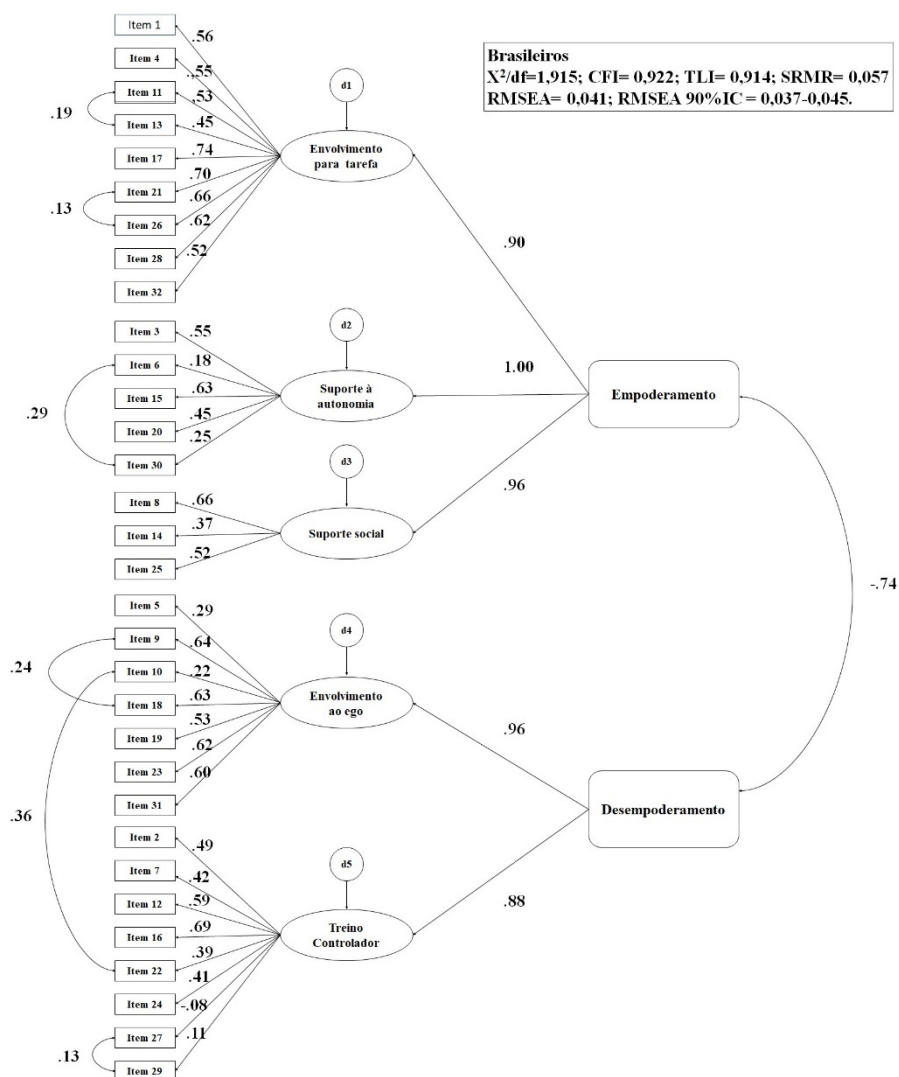 Brasileiros
X²/df=1,915; CFI= 0,922; TLI= 0,914; SRMR= 0,057
RMSEA= 0,041; RMSEA 90%IC = 0,037-0,045.
Item 1
.56
Item 4
.,55
Item 11
.53
Item 13
.45
.19
Item 17
.74
Item 21
.70
Item 26
.66
.13
Item 28
.62
Item 32
.52
d1
Envolvimento
para tarefa
.90
Item 3
.55
Item 6
.18
Item 15
.63
Item 20
.45
Item 30
.25
.29
d2
Suporte à
autonomia
1.00
Empoderamento
Item 8
.66
Item 14
.37
Item 25
.52
d3
Suporte social
.96
-.74
Item 5
.29
Item 9
.64
Item 10
.22
Item 18
.63
.24
Item 19
.53
Item 23
.62
Item 31
.60
d4
Envolvimento
ao ego
.96
Desempoderamento
.36
Item 2
.49
Item 7
.42
Item 12
.59
Item 16
.69
Item 22
.39
Item 24
.41
Item 27
-.08
Item 29
.11
.13
d5
Treino
Controlador
.88